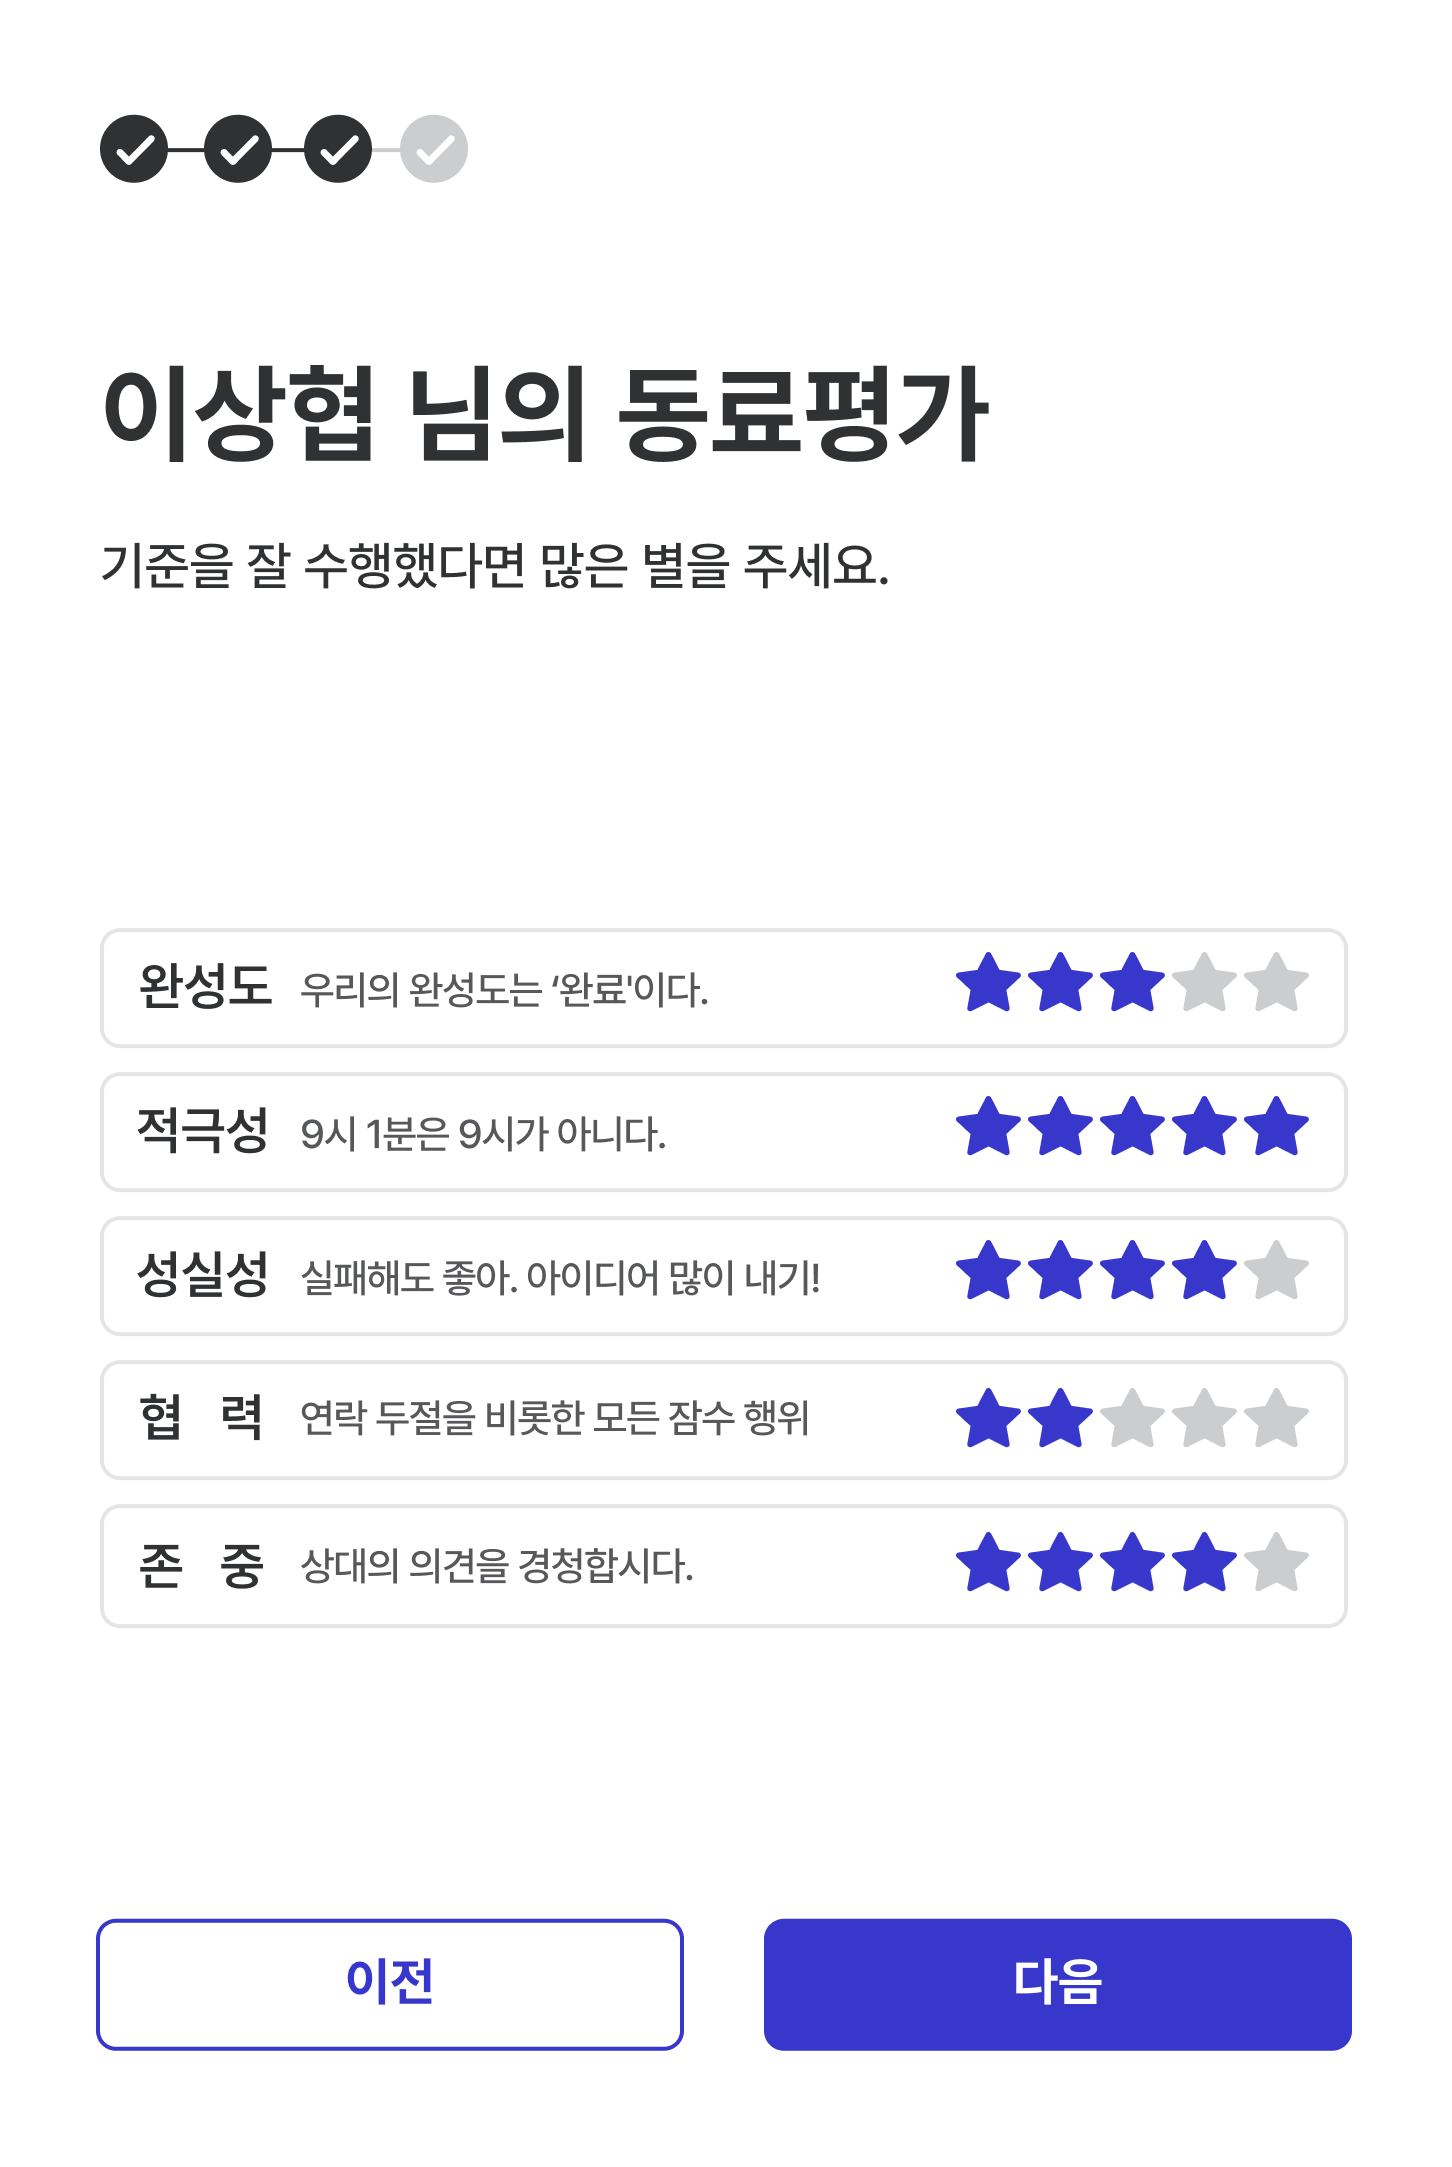 이상협 님의 동료평가
기준을 잘 수행했다면 많은 별을 주세요.
완성도 우리의 완성도는 ‘완료'이다.
적극성 9시 1분은 9시가 아니다.
성실성 실패해도 좋아. 아이디어 많이 내기!
협 력 연락 두절을 비롯한 모든 잠수 행위
존 중 상대의 의견을 경청합시다.
이전 다음